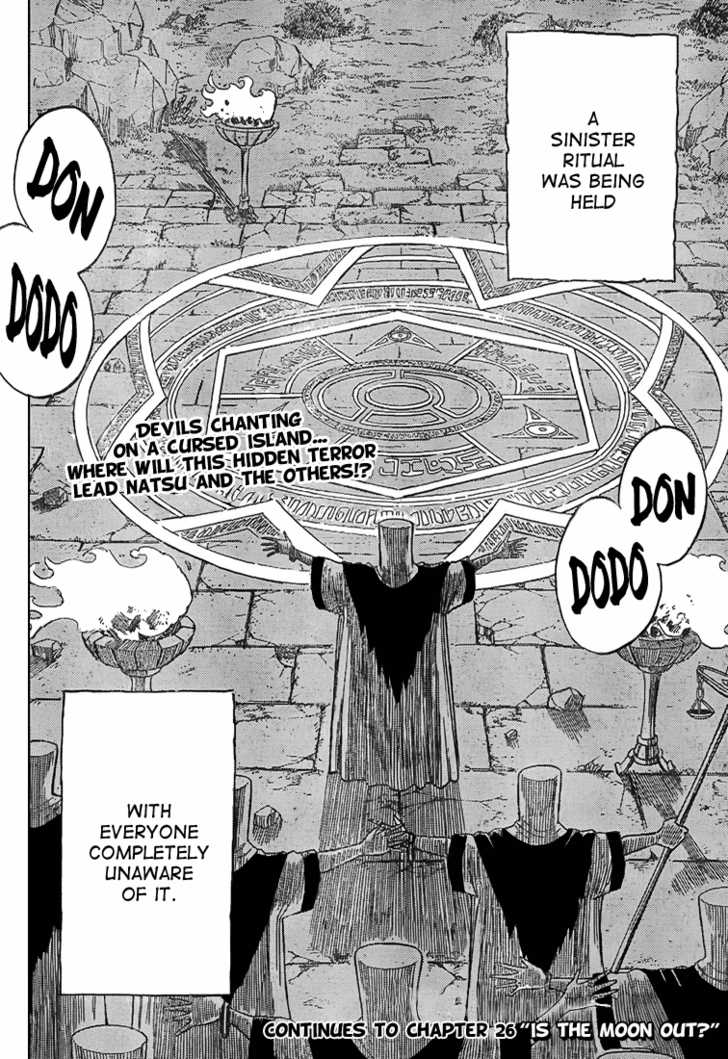 A
SINISTER
RITUAL
WAS BEING
HELD
DON
DODO
DEVILS CHANTING
ON A CURSED ISLAND...
WHERE WILL THIS HIDDEN TERROR
LEAD NATSU AND THE OTHERS!?
DON
DODO
WITH
EVERYONE
COMPLETELY
UNAWARE
OF IT.
CONTINUES TO CHAPTER 26 "IS THE MOON OUT?"